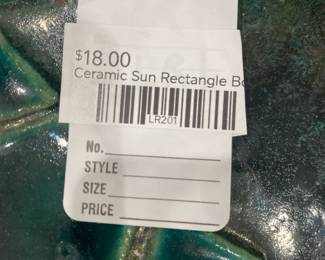 $18.00
Ceramic Sun Rectangle Bo
LR201
No.
STYLE
SIZE
PRICE